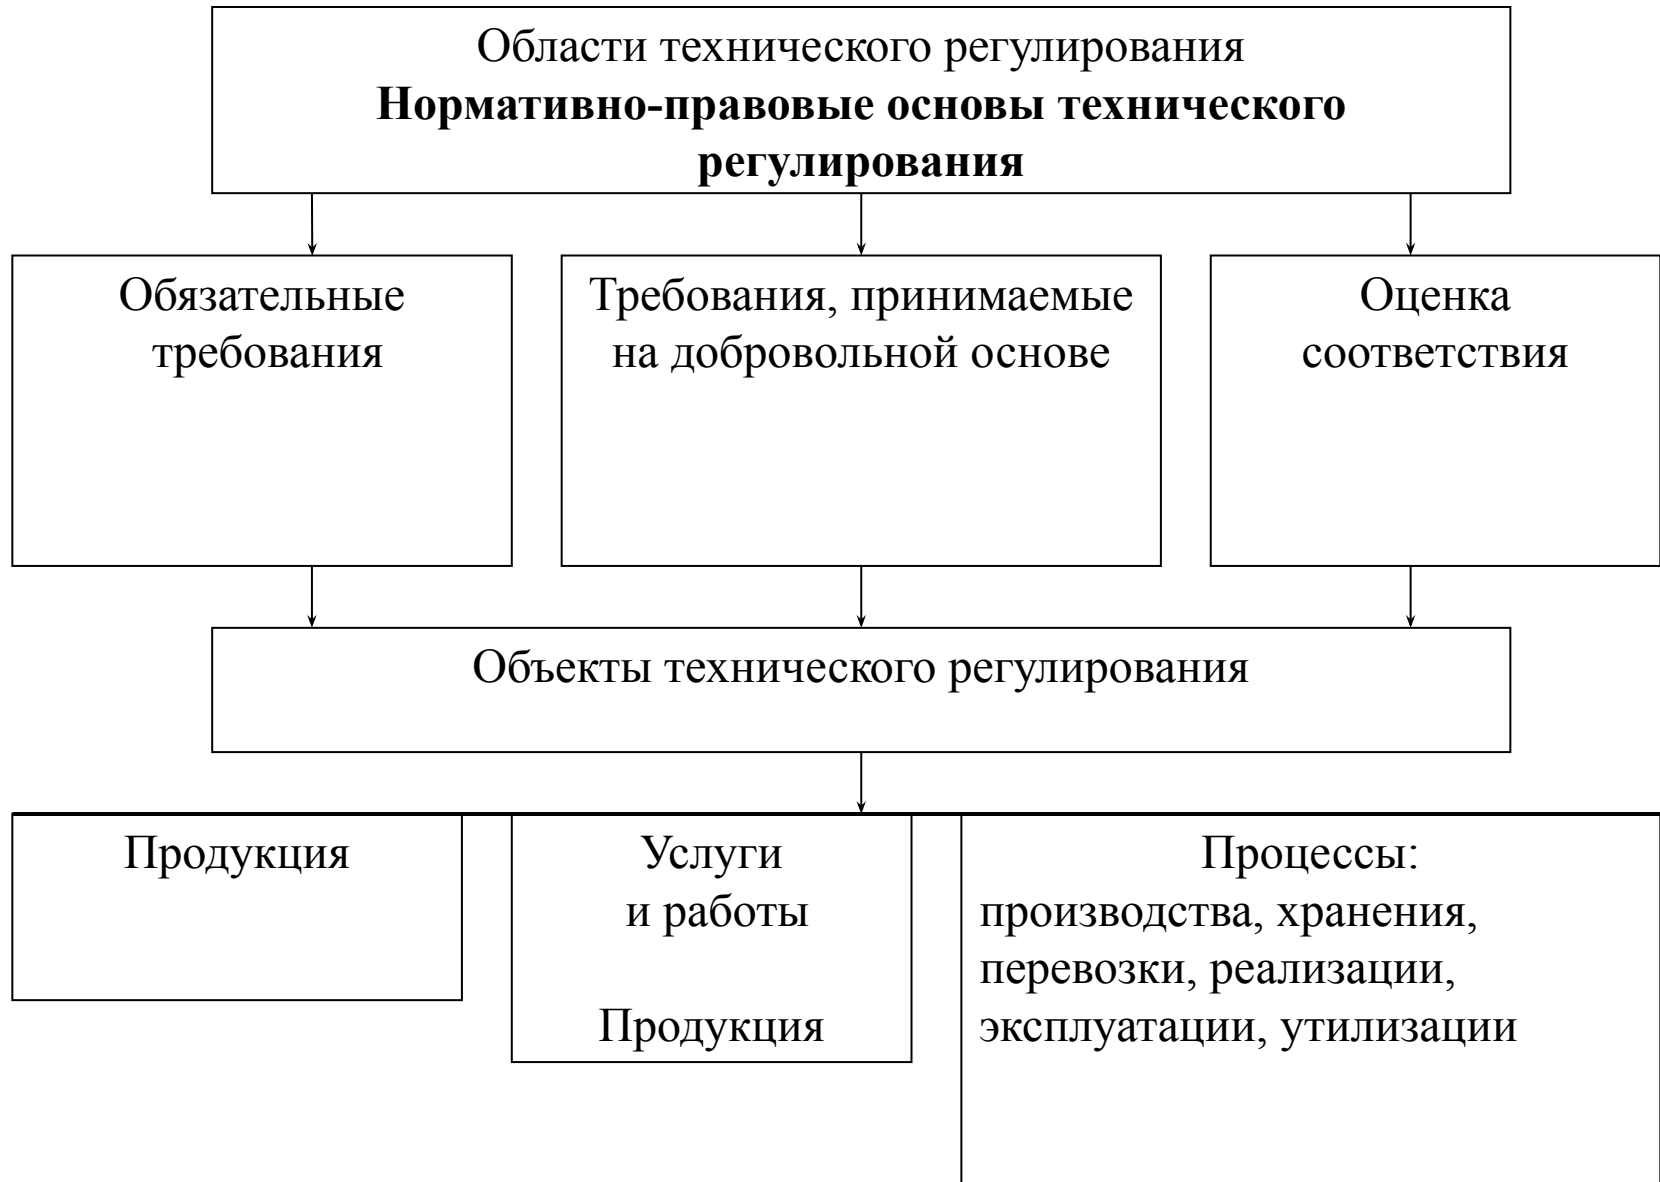 Области технического регулирования
Нормативно-правовые основы технического
регулирования
Обязательные
требования
Требования, принимаемые
на добровольной основе
Оценка
соответствия
Объекты технического регулирования
Продукция
Услуги
и работы
Продукция
Процессы:
производства, хранения,
перевозки, реализации,
эксплуатации, утилизации